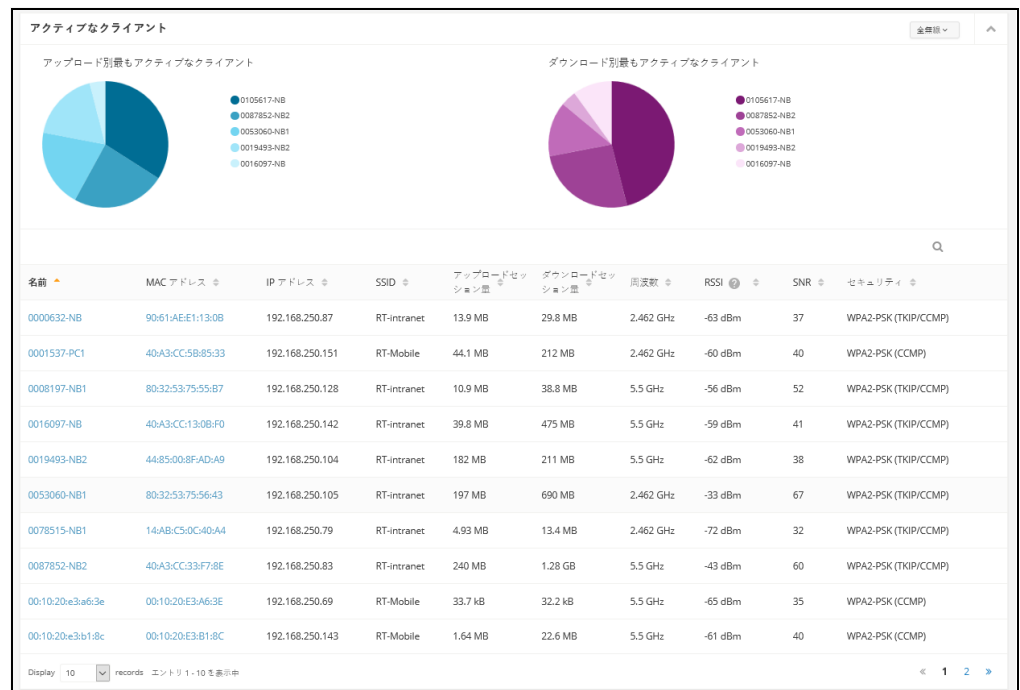 アクティブなクライアント
全無線
アップロード別最もアクティブなクライアント
0105617-NB
0087852-NB2
0053060-NB1
0019493-NB2
0016097-NB
ダウンロード別最もアクティブなクライアント
0105617-NB
0087852-NB2
0053060-NB1
0019493-NB2
0016097-NB
名前 MAC アドレス IP アドレス SSID アップロードセッション量 ダウンロードセッション量 周波数 RSSI ? SNR セキュリティ
0000632-NB 90:61:AE:E1:13:0B 192.168.250.87 RT-intranet 13.9 MB 29.8 MB 2.462 GHz -63 dBm 37 WPA2-PSK (TKIP/CCMP)
0001537-PC1 40:A3:CC:5B:85:33 192.168.250.151 RT-Mobile 44.1 MB 212 MB 2.462 GHz -60 dBm 40 WPA2-PSK (CCMP)
0008197-NB1 80:32:53:75:55:B7 192.168.250.128 RT-intranet 10.9 MB 38.8 MB 5.5 GHz -56 dBm 52 WPA2-PSK (TKIP/CCMP)
0016097-NB 40:A3:CC:13:0B:F0 192.168.250.142 RT-intranet 39.8 MB 475 MB 5.5 GHz -59 dBm 41 WPA2-PSK (TKIP/CCMP)
0019493-NB2 44:85:00:8F:AD:A9 192.168.250.104 RT-intranet 182 MB 211 MB 5.5 GHz -62 dBm 38 WPA2-PSK (TKIP/CCMP)
0053060-NB1 80:32:53:75:56:43 192.168.250.105 RT-intranet 197 MB 690 MB 2.462 GHz -33 dBm 67 WPA2-PSK (TKIP/CCMP)
0078515-NB1 14:AB:C5:0C:40:A4 192.168.250.79 RT-intranet 4.93 MB 13.4 MB 2.462 GHz -72 dBm 32 WPA2-PSK (TKIP/CCMP)
0087852-NB2 40:A3:CC:33:F7:8E 192.168.250.83 RT-intranet 240 MB 1.28 GB 5.5 GHz -43 dBm 60 WPA2-PSK (TKIP/CCMP)
00:10:20:e3:a6:3e 00:10:20:E3:A6:3E 192.168.250.69 RT-Mobile 33.7 kB 32.2 kB 5.5 GHz -65 dBm 35 WPA2-PSK (CCMP)
00:10:20:e3:b1:8c 00:10:20:E3:B1:8C 192.168.250.143 RT-Mobile 1.64 MB 22.6 MB 5.5 GHz -61 dBm 40 WPA2-PSK (CCMP)
Display 10 records エントリ 1 - 10 を表示中 « 1 2 »